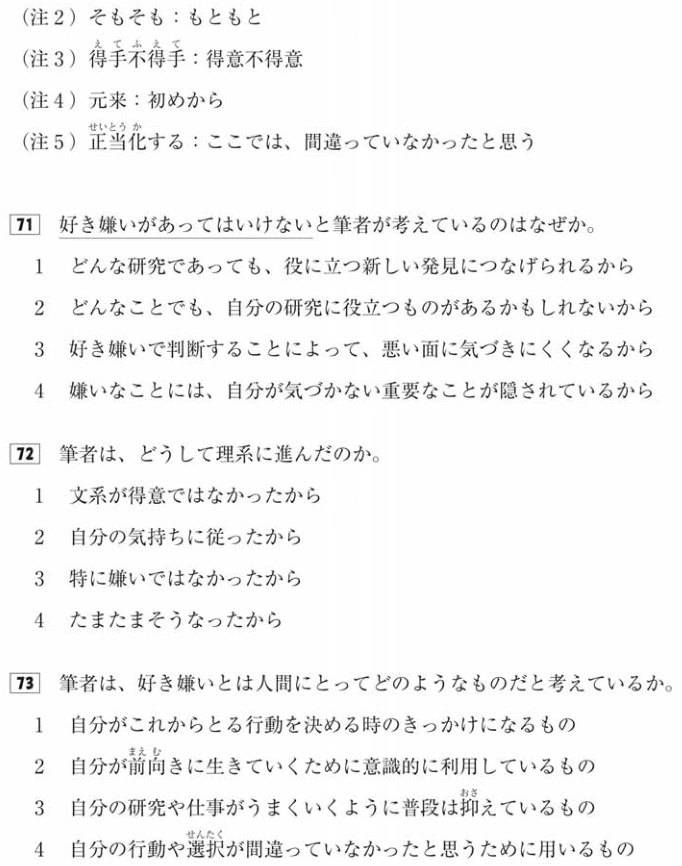 （注２）そもそも：もともと
（注３）得手不得手：得意不得意
（注４）元来：初めから
（注５）正当化する：ここでは、間違っていなかったと思う
71 好き嫌いがあってはいけないと筆者が考えているのはなぜか。
1 どんな研究であっても、役に立つ新しい発見につなげられるから
2 どんなことでも、自分の研究に役立つものがあるかもしれないから
3 好き嫌いで判断することによって、悪い面に気づきにくくなるから
4 嫌いなことには、自分が気づかない重要なことが隠されているから
72 筆者は、どうして理系に進んだのか。
1 文系が得意ではなかったから
2 自分の気持ちに従ったから
3 特に嫌いではなかったから
4 たまたまそうなったから
73 筆者は、好き嫌いとは人間にとってどのようなものだと考えているか。
1 自分がこれからとる行動を決める時のきっかけになるもの
2 自分が前向きに生きていくために意識的に利用しているもの
3 自分の研究や仕事がうまくいくように普段は抑えているもの
4 自分の行動や選択が間違っていなかったと思うために用いるもの